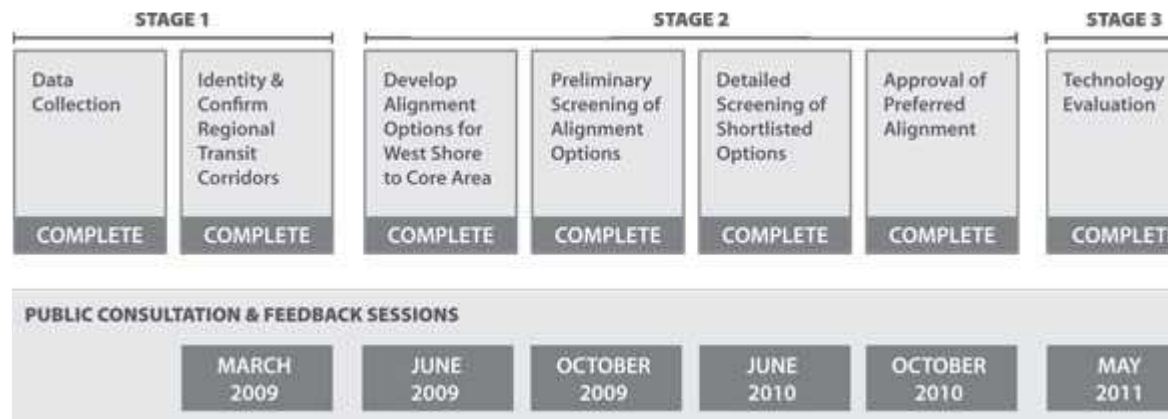 STAGE 1
STAGE 2
STAGE 3
Data
Collection
COMPLETE
Identity &
Confirm
Regional
Transit
Corridors
COMPLETE
Develop
Alignment
Options for
West Shore
to Core Area
COMPLETE
Preliminary
Screening of
Alignment
Options
COMPLETE
Detailed
Screening of
Shortlisted
Options
COMPLETE
Approval of
Preferred
Alignment
COMPLETE
Technology
Evaluation
COMPLET
PUBLIC CONSULTATION & FEEDBACK SESSIONS
MARCH
2009
JUNE
2009
OCTOBER
2009
JUNE
2010
OCTOBER
2010
MAY
2011